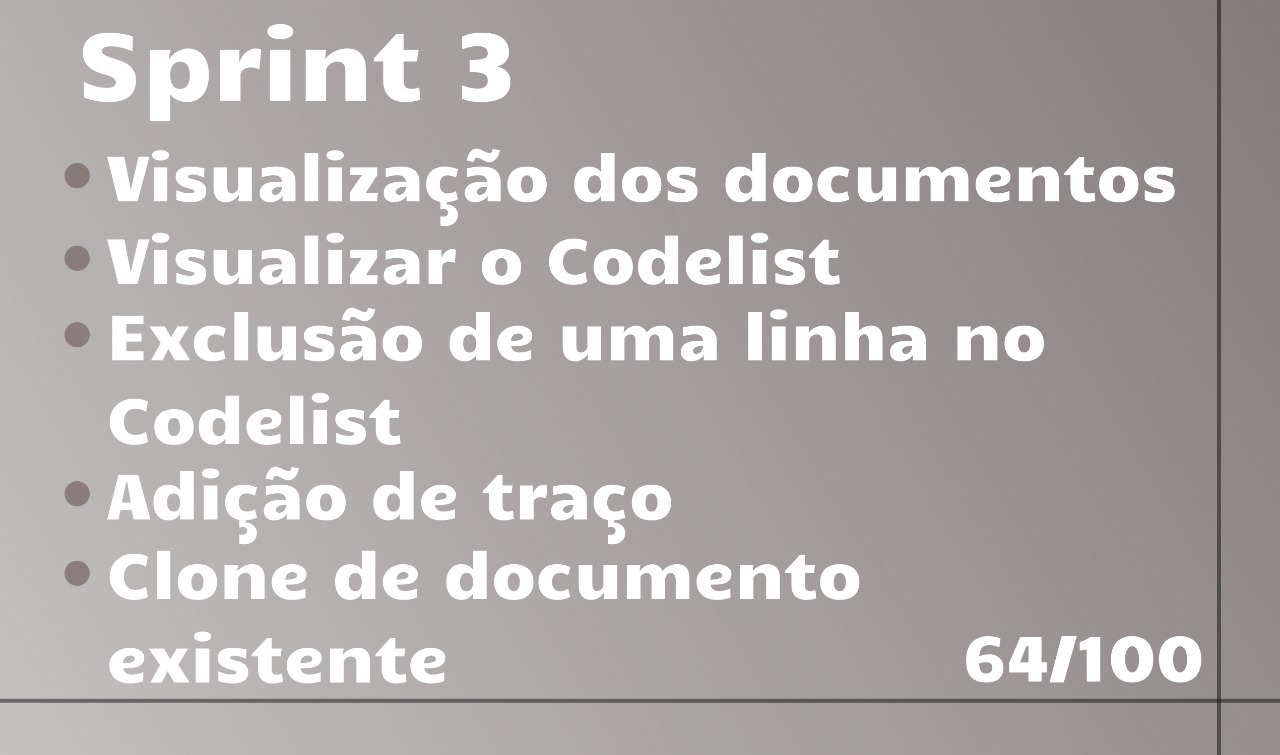 Sprint 3
• Visualização dos documentos
• Visualizar o Codelist
• Exclusão de uma linha no
Codelist
• Adição de traço
• Clone de documento
existente
64/100